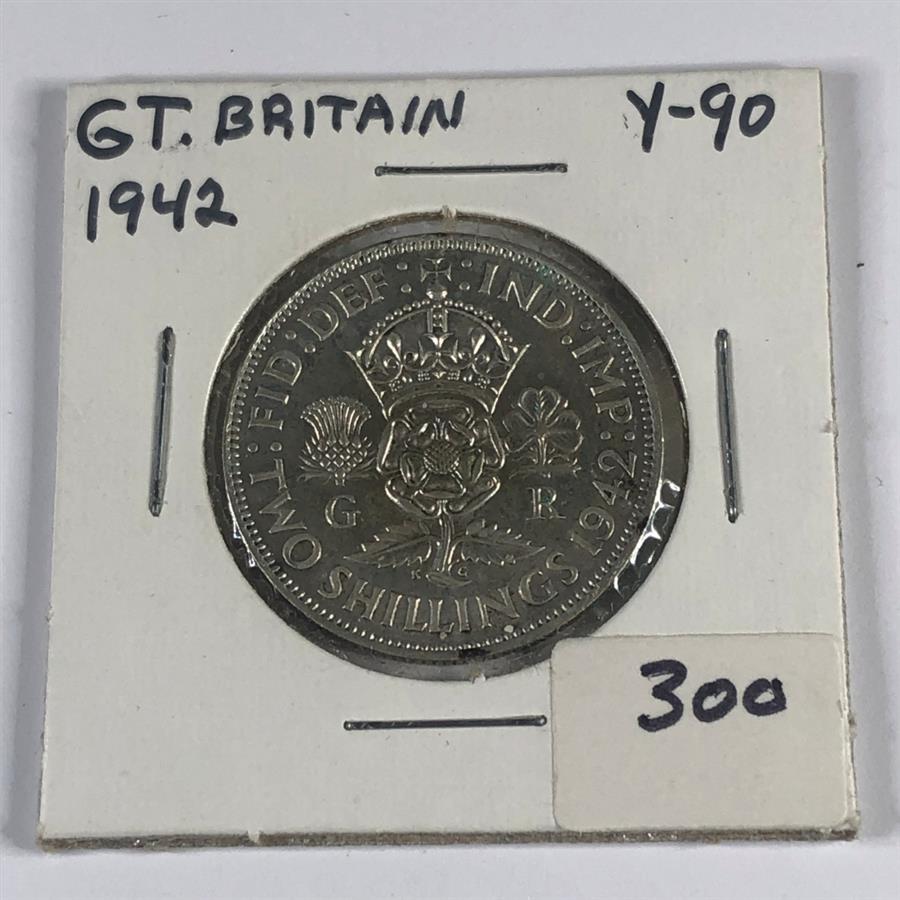 GT. BRITAIN Y-90
1942
FID:DEF: :IND:IMP:
G R
K G
TWO SHILLINGS 1942
300